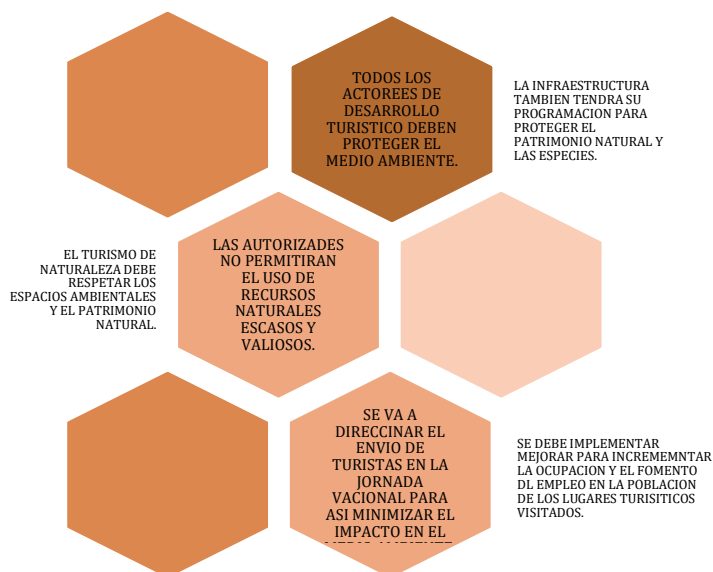 TODOS LOS
ACTOREES DE
DESARROLLO
TURISTICO DEBEN
PROTEGER EL
MEDIO AMBIENTE.
LA INFRAESTRUCTURA
TAMBIEN TENDRA SU
PROGRAMACION PARA
PROTEGER EL
PATRIMONIO NATURAL Y
LAS ESPECIES.
EL TURISMO DE
NATURALEZA DEBE
RESPETAR LOS
ESPACIOS AMBIENTALES
Y EL PATRIMONIO
NATURAL.
LAS AUTORIZADES
NO PERMITIRAN
EL USO DE
RECURSOS
NATURALES
ESCASOS Y
VALIOSOS.
SE VA A
DIRECCINAR EL
ENVIO DE
TURISTAS EN LA
JORNADA
VACIONAL PARA
ASI MINIMIZAR EL
IMPACTO EN EL
SE DEBE IMPLEMENTAR
MEJORAR PARA INCREMEMNTAR
LA OCUPACION Y EL FOMENTO
DL EMPLEO EN LA POBLACION
DE LOS LUGARES TURISITICOS
VISITADOS.